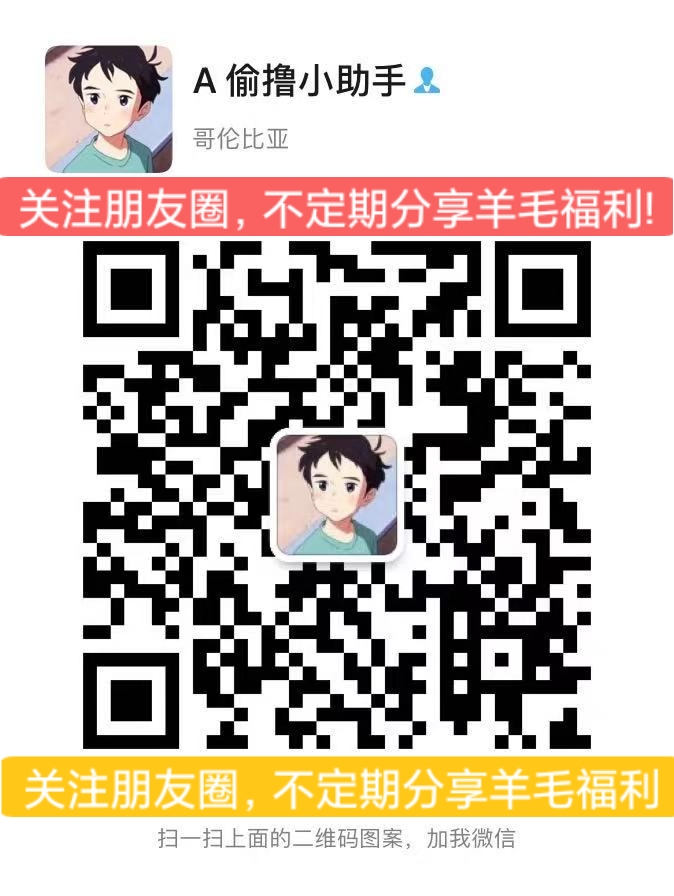 A 偷撸小助手
哥伦比亚
关注朋友圈，不定期分享羊毛福利!
关注朋友圈，不定期分享羊毛福利
扫一扫上面的二维码图案，加我微信